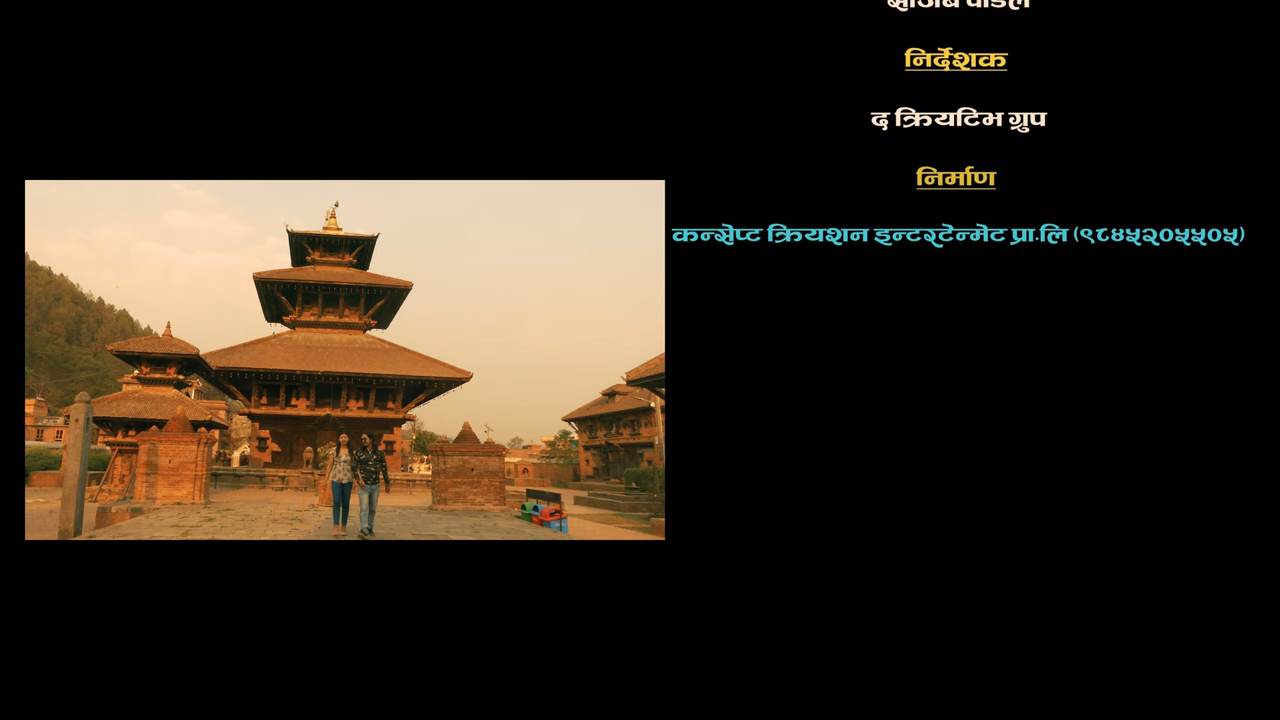 निर्देशक
द क्रियटिभ ग्रुप
निर्माण
कन्सेप्ट क्रियशन इन्टरटेन्मेट प्रा.लि (९८४५२०५५०५)